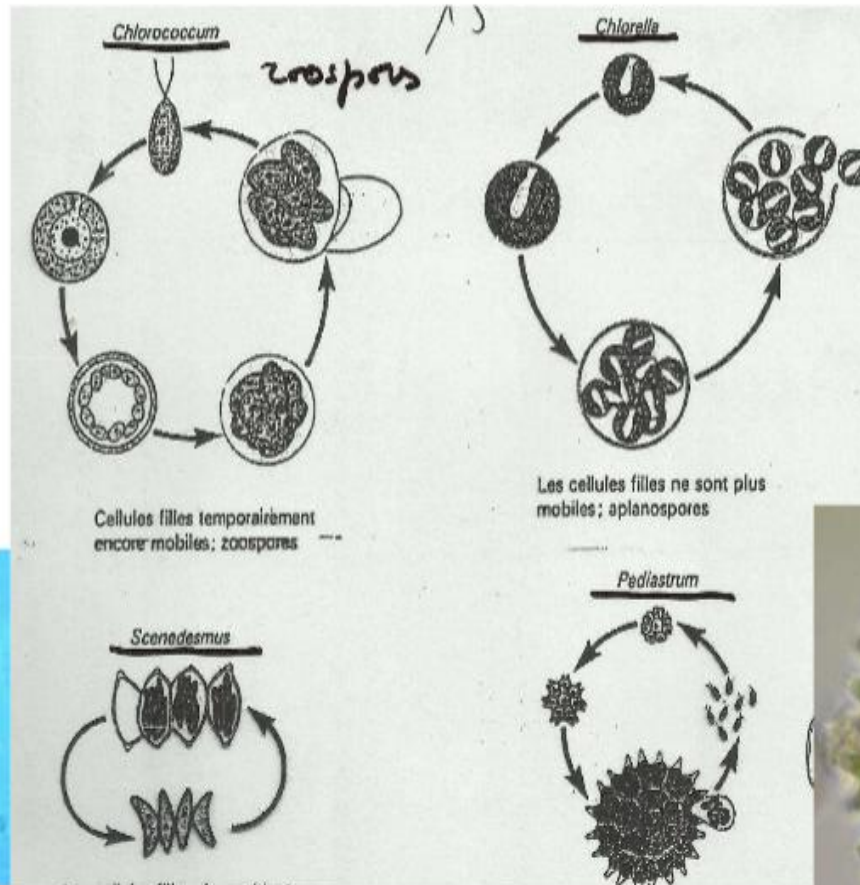 Chlorococcum
zoospores
Chlorella
Cellules filles temporairement
encore mobiles; zoospores
Les cellules filles ne sont plus
mobiles; aplanospores
Scenedesmus
Pediastrum